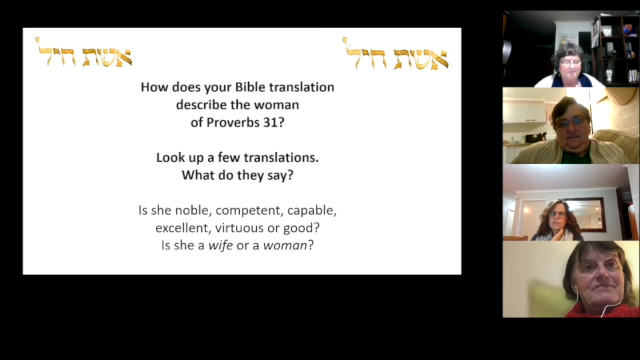 אשת חיל
אשת חיל
How does your Bible translation
describe the woman
of Proverbs 31?
Look up a few translations.
What do they say?
Is she noble, competent, capable,
excellent, virtuous or good?
Is she a wife or a woman?